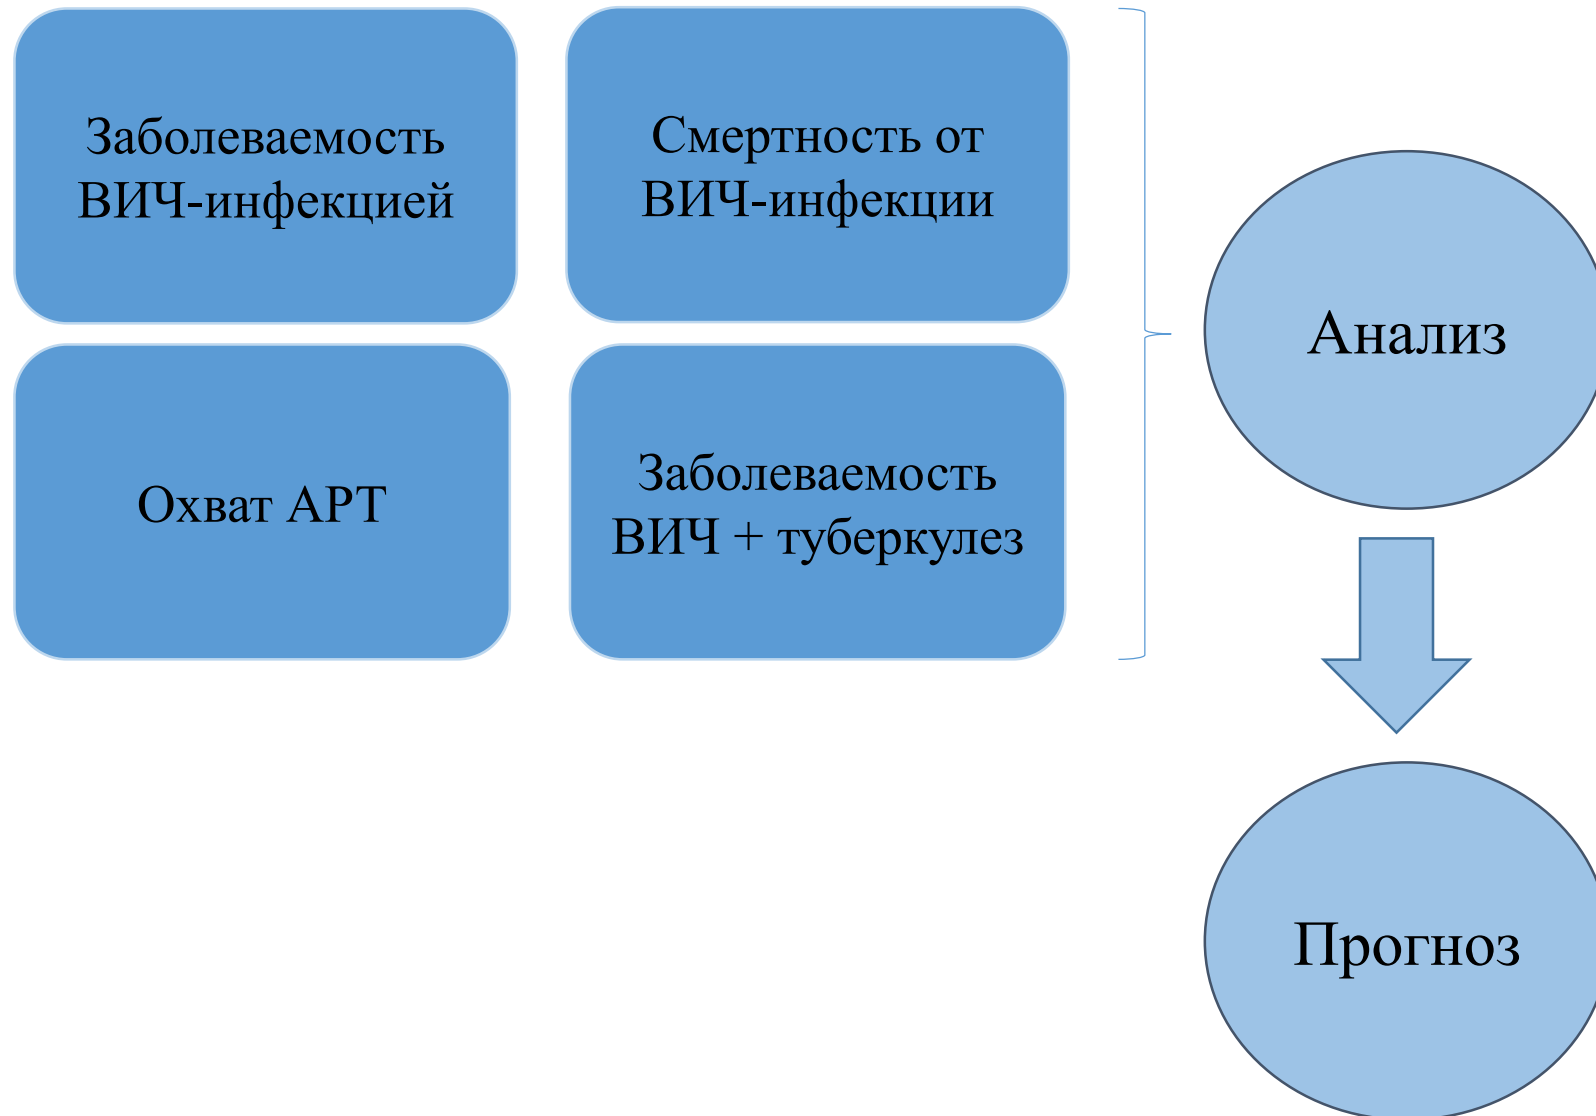 Заболеваемость
ВИЧ-инфекцией
Смертность от
ВИЧ-инфекции
Охват АРТ
Заболеваемость
ВИЧ + туберкулез
Анализ
Прогноз